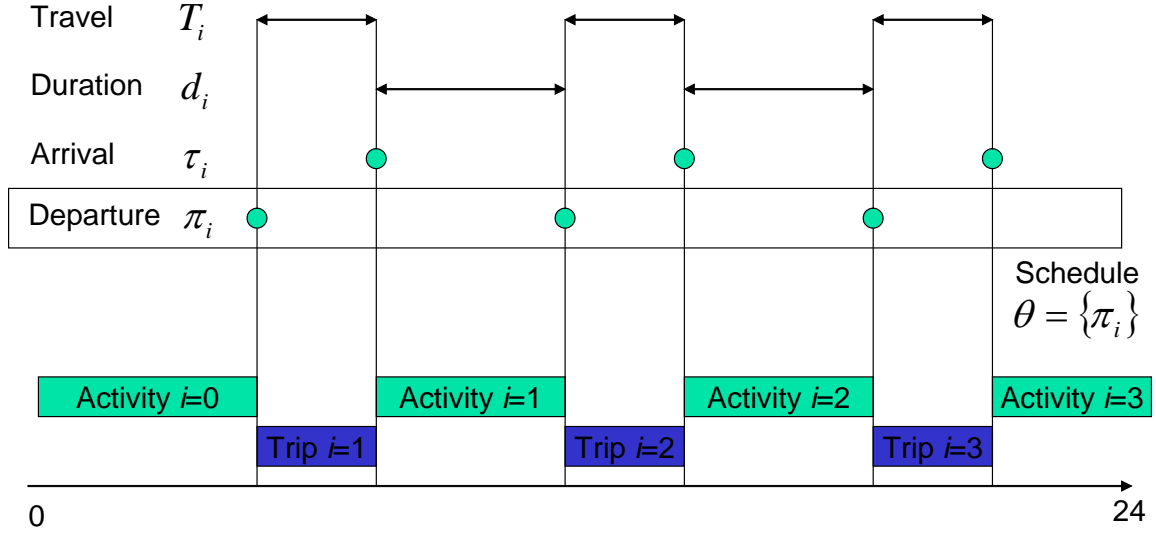 Travel T_i
Duration d_i
Arrival τ_i
Departure π_i
Schedule
θ = {π_i}
Activity i=0 Activity i=1 Activity i=2 Activity i=3
Trip i=1 Trip i=2 Trip i=3
0 24